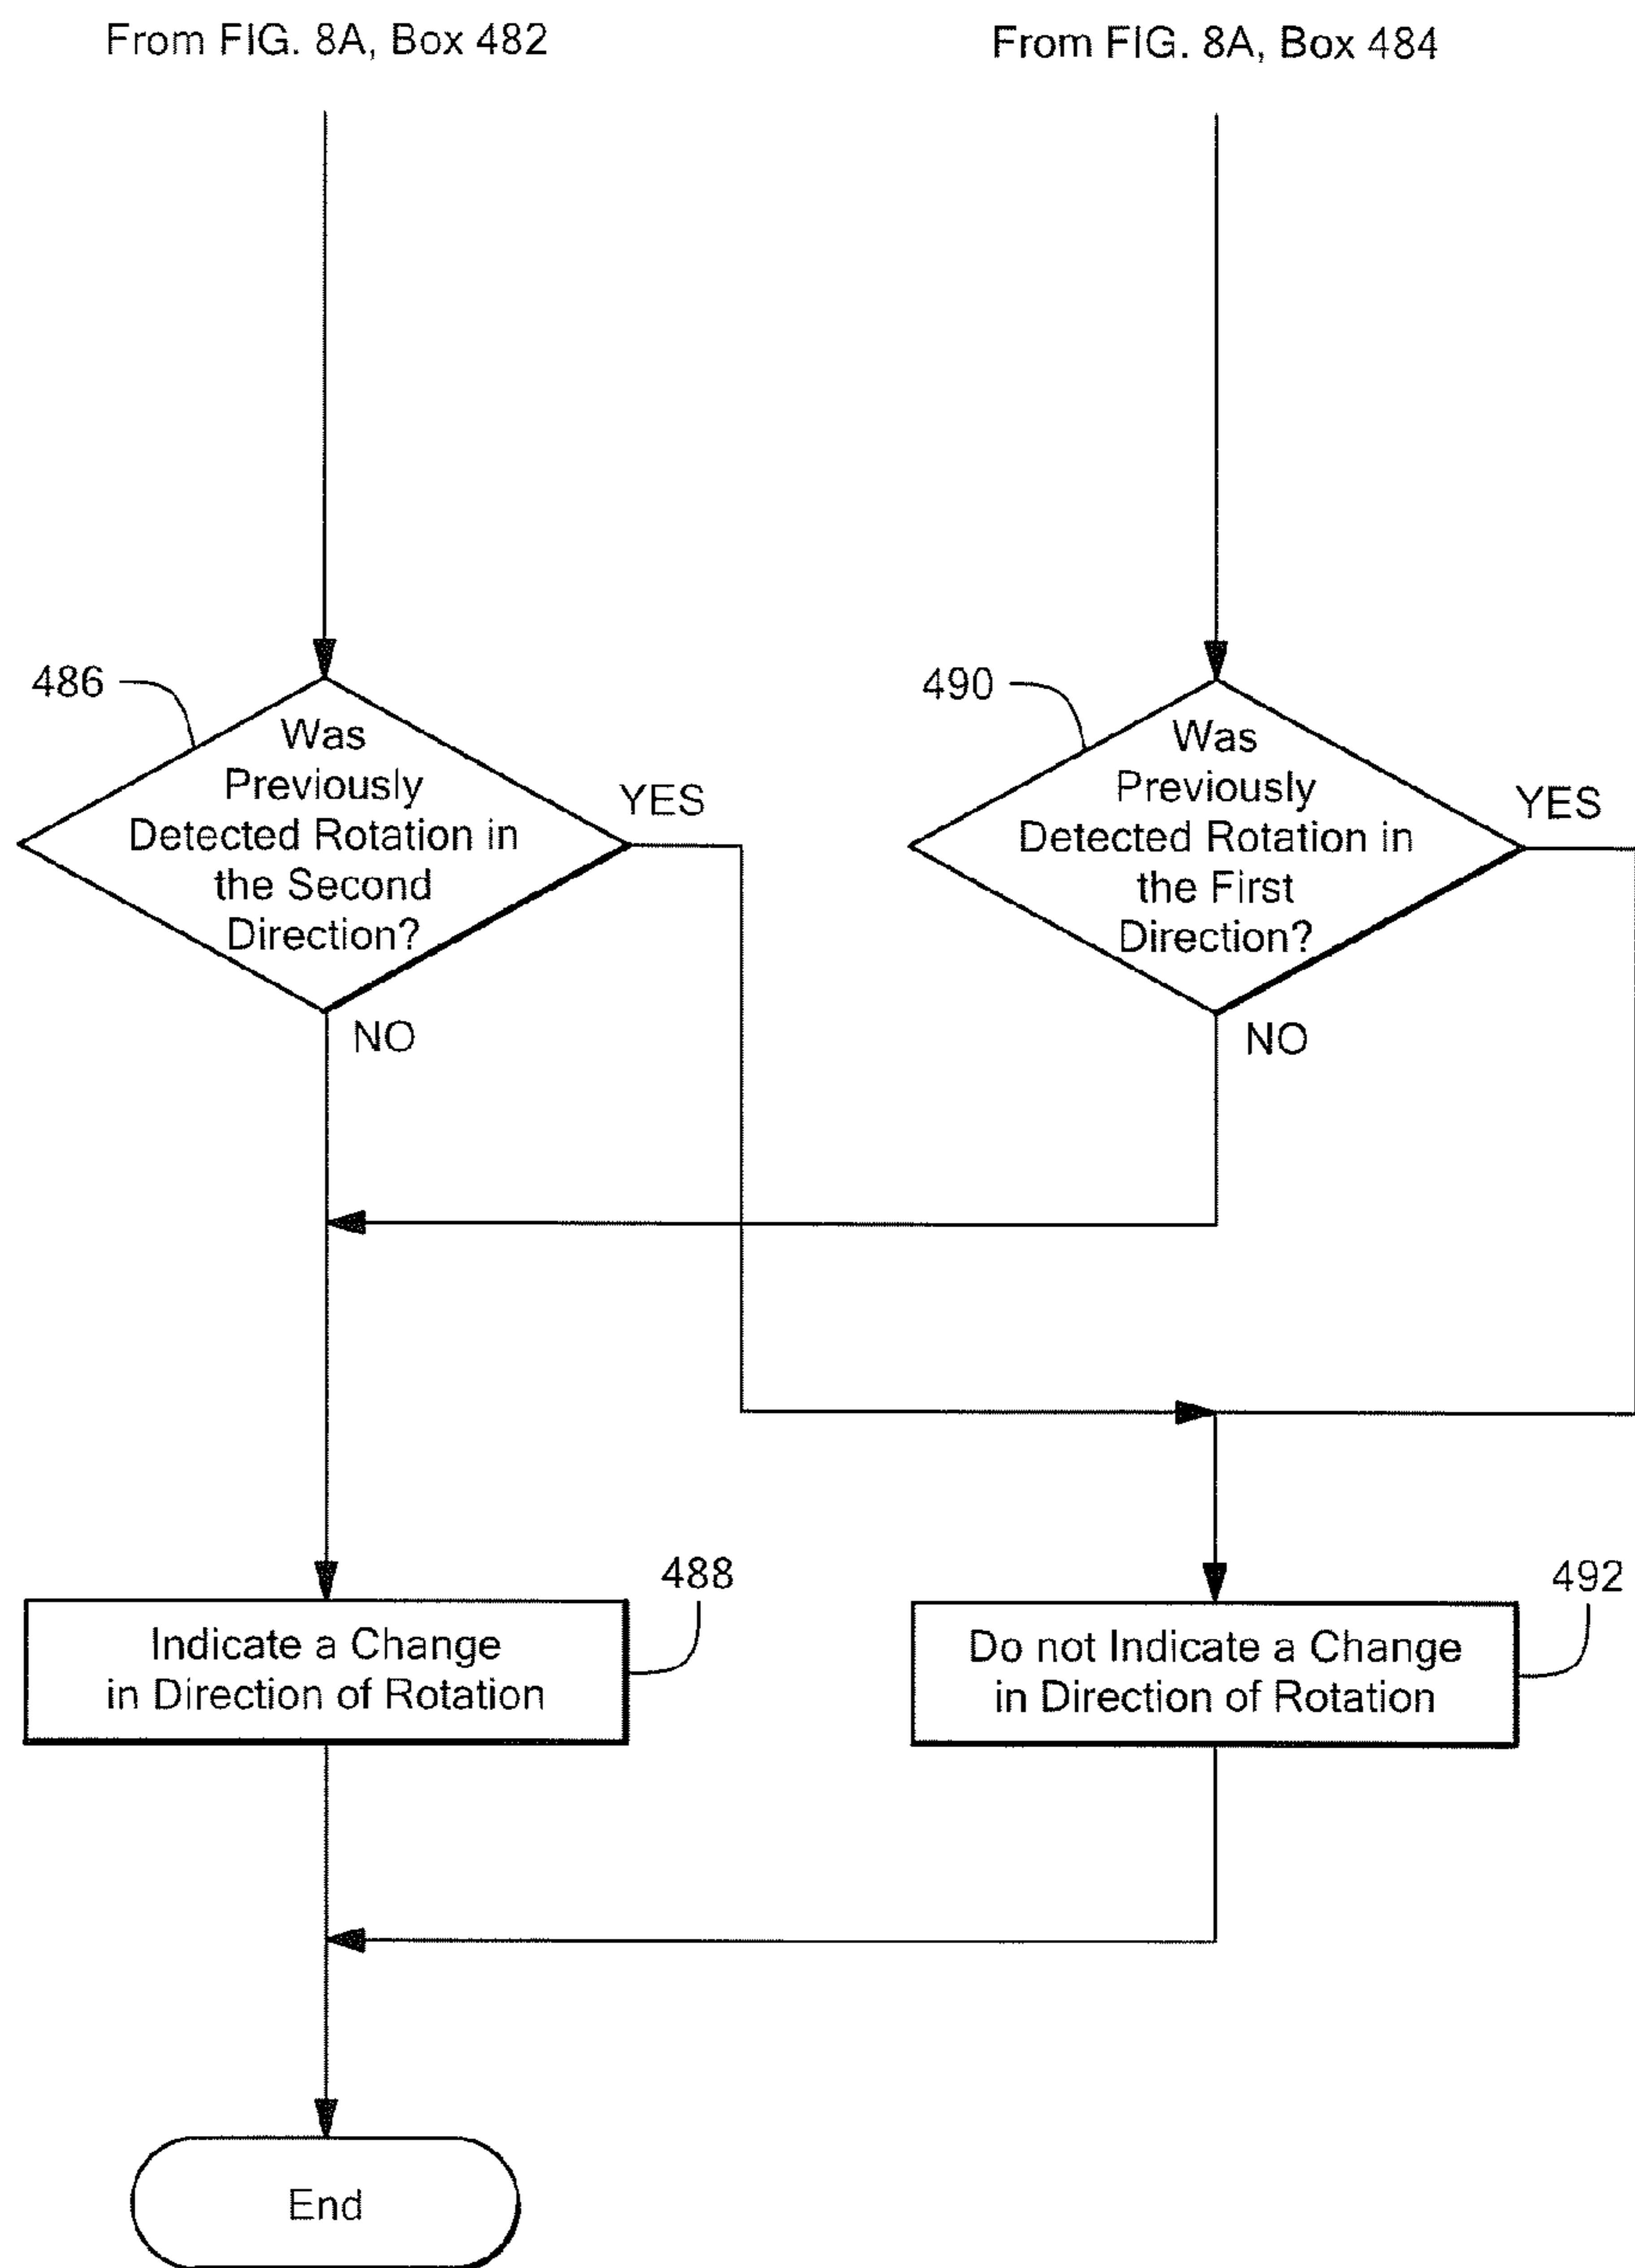 From FIG. 8A, Box 482
From FIG. 8A, Box 484
486
Was
Previously
Detected Rotation in
the Second
Direction?
YES
NO
490
Was
Previously
Detected Rotation in
the First
Direction?
YES
NO
488
Indicate a Change
in Direction of Rotation
492
Do not Indicate a Change
in Direction of Rotation
End